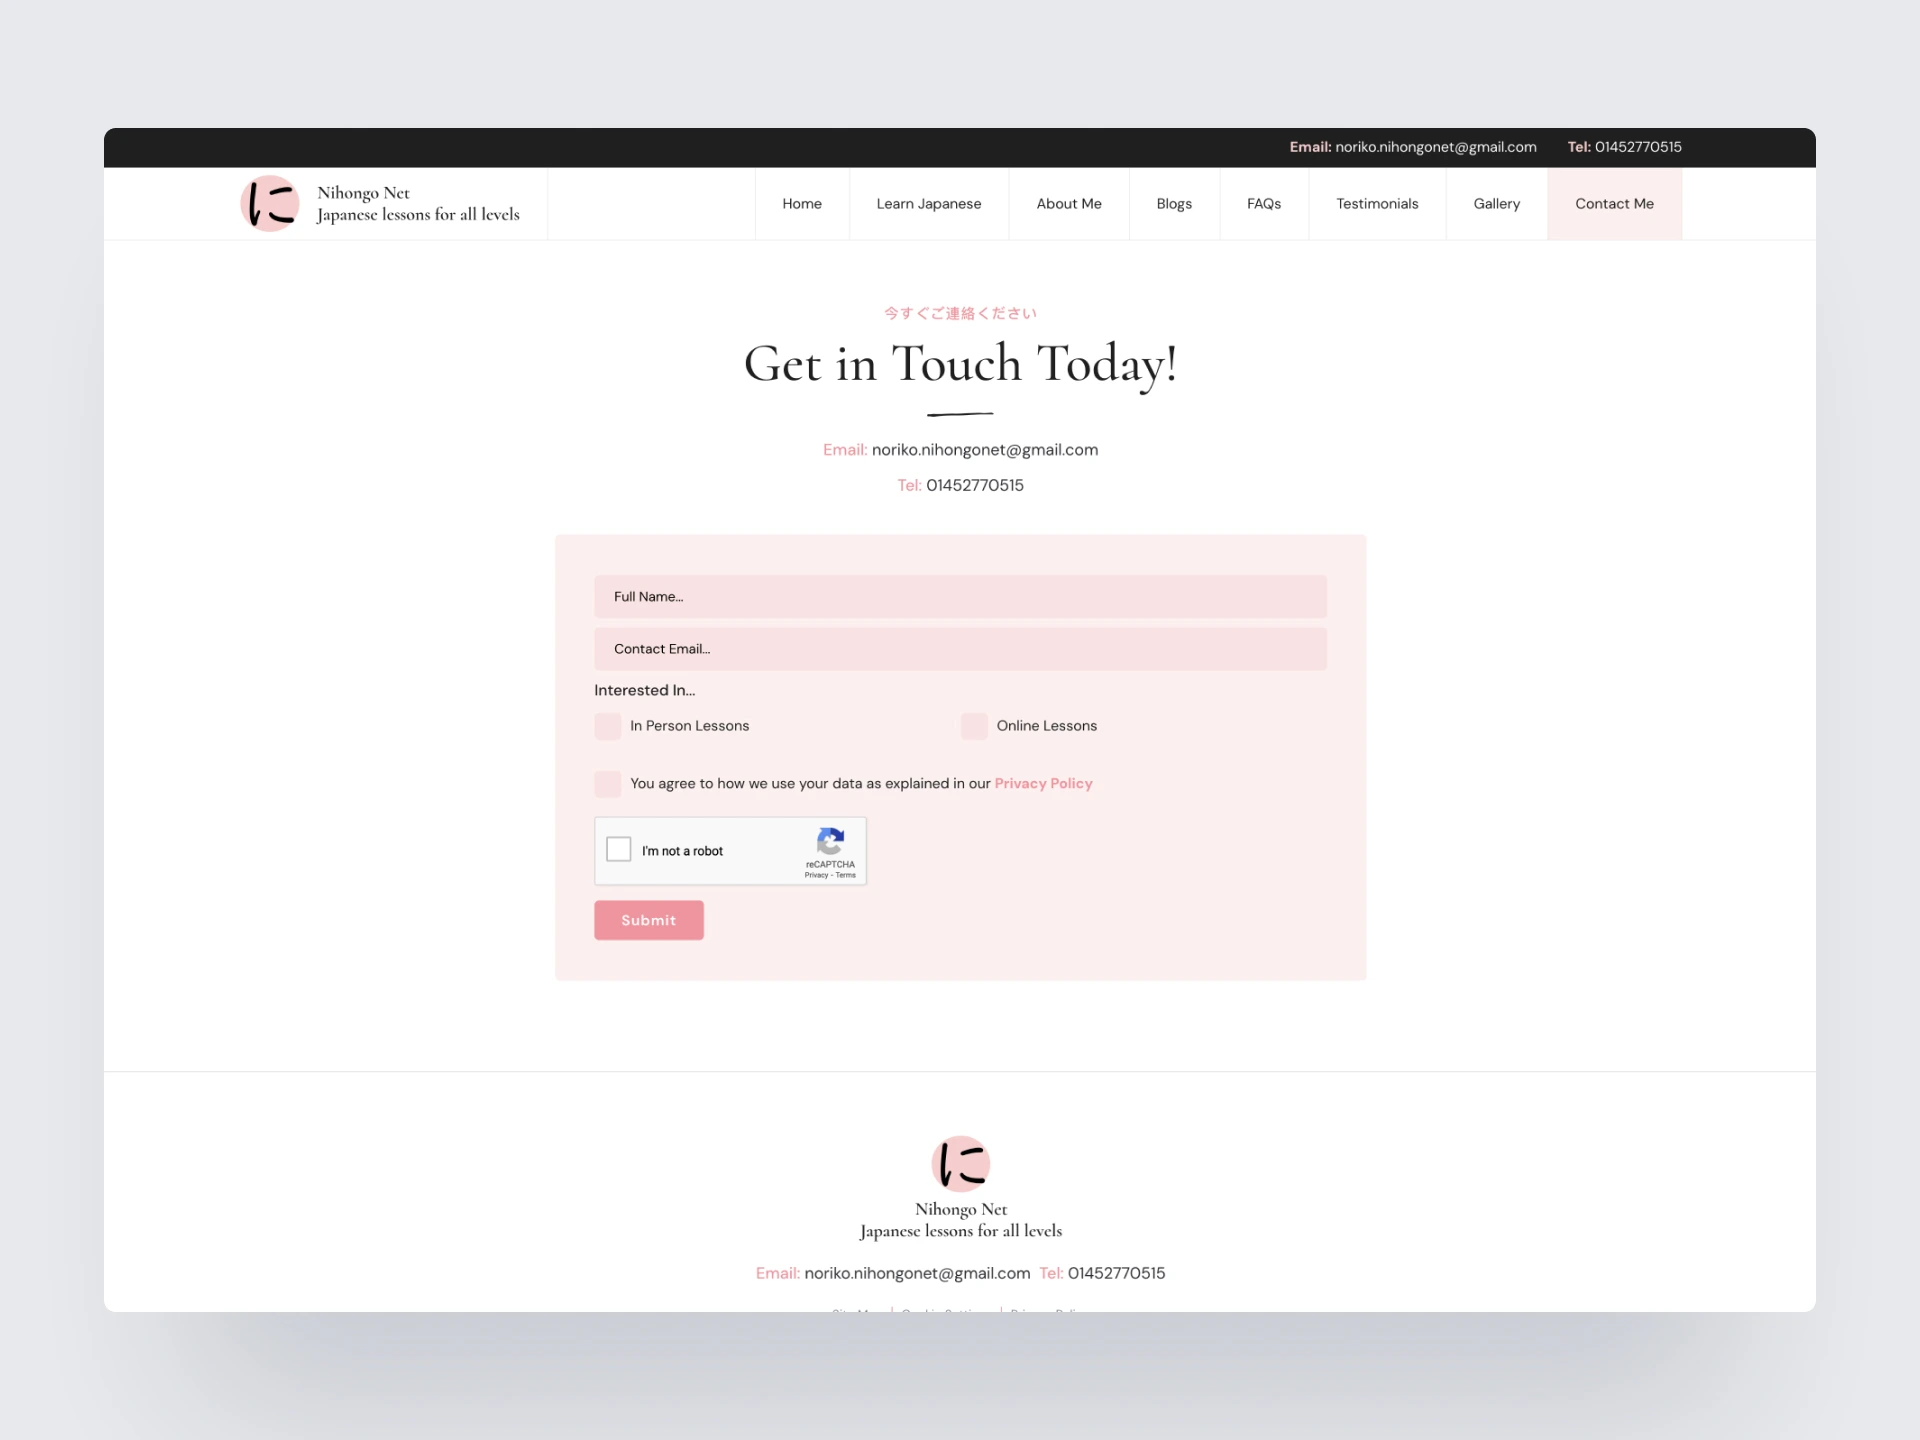 Email: noriko.nihongonet@gmail.com Tel: 01452770515
に
Nihongo Net
Japanese lessons for all levels
Home Learn Japanese About Me Blogs FAQs Testimonials Gallery Contact Me
今すぐご連絡ください
Get in Touch Today!
Email: noriko.nihongonet@gmail.com
Tel: 01452770515
Full Name...
Contact Email...
Interested In...
In Person Lessons Online Lessons
You agree to how we use your data as explained in our Privacy Policy
I'm not a robot
reCAPTCHA
Privacy - Terms
Submit
に
Nihongo Net
Japanese lessons for all levels
Email: noriko.nihongonet@gmail.com Tel: 01452770515